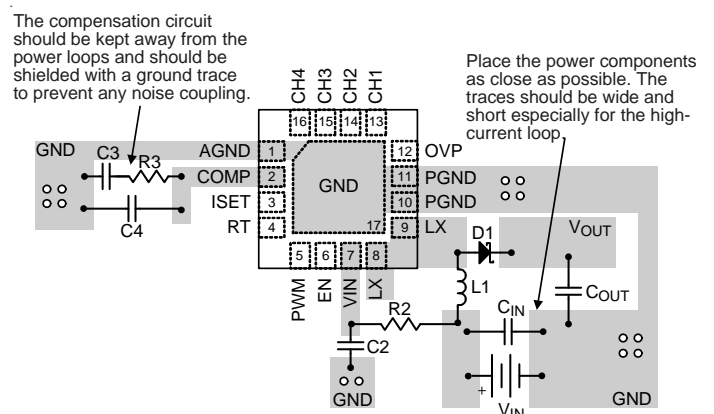 The compensation circuit
should be kept away from the
power loops and should be
shielded with a ground trace
to prevent any noise coupling.
Place the power components
as close as possible. The
traces should be wide and
short especially for the high-
current loop.
CH4
CH3
CH2
CH1
16
15
14
13
GND
C3
R3
C4
AGND
COMP
ISET
RT
1
2
3
4
GND
17
12
11
10
9
OVP
PGND
PGND
LX
5
6
7
8
PWM
EN
VIN
LX
D1
VOUT
L1
CIN
COUT
R2
C2
GND
+
VIN
GND